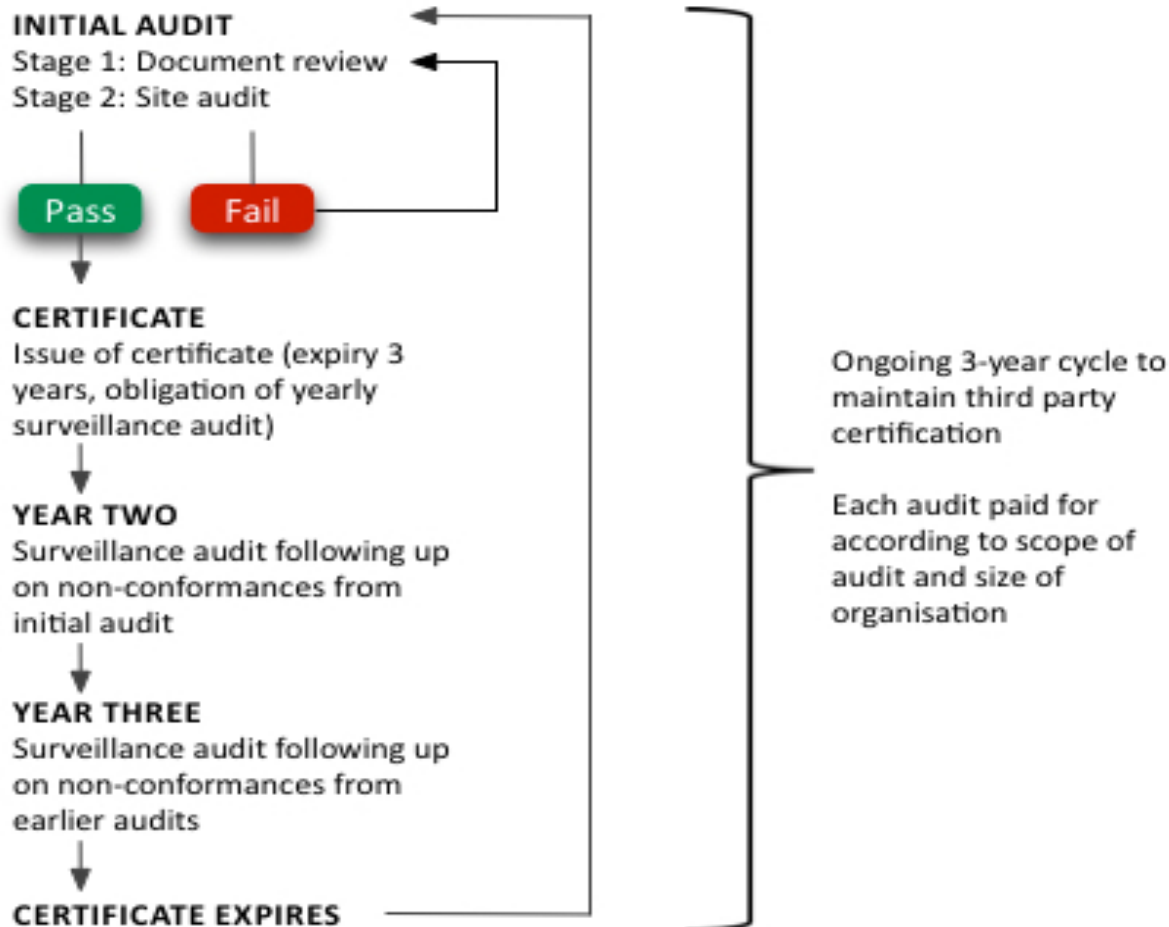 INITIAL AUDIT
Stage 1: Document review
Stage 2: Site audit
Pass
Fail
CERTIFICATE
Issue of certificate (expiry 3
years, obligation of yearly
surveillance audit)
YEAR TWO
Surveillance audit following up
on non-conformances from
initial audit
YEAR THREE
Surveillance audit following up
on non-conformances from
earlier audits
CERTIFICATE EXPIRES
Ongoing 3-year cycle to
maintain third party
certification
Each audit paid for
according to scope of
audit and size of
organisation